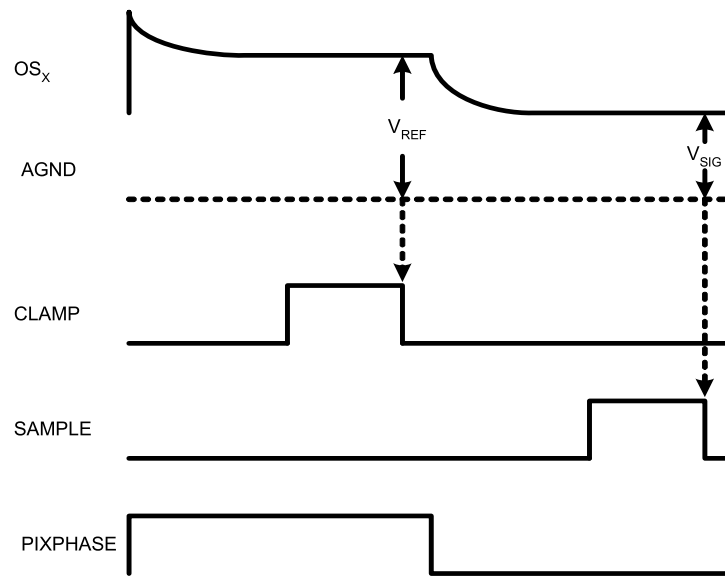 OSX
VREF
AGND
VSIG
CLAMP
SAMPLE
PIXPHASE